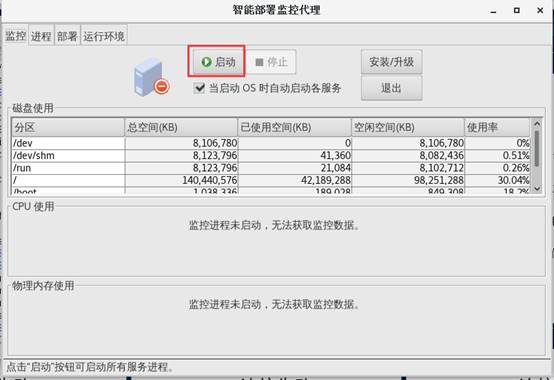 智能部署监控代理
监控 进程 部署 运行环境
启动 停止 安装/升级
当启动 OS 时自动启动各服务 退出
磁盘使用
分区 总空间(KB) 已使用空间(KB) 空闲空间(KB) 使用率
/dev 8,106,780 0 8,106,780 0%
/dev/shm 8,123,796 41,360 8,082,436 0.51%
/run 8,123,796 21,084 8,102,712 0.26%
/ 140,440,576 42,189,288 98,251,288 30.04%
/boot 1,038,336 189,028 849,308 18.2%
CPU 使用
监控进程未启动，无法获取监控数据。
物理内存使用
监控进程未启动，无法获取监控数据。
点击“启动”按钮可启动所有服务进程。